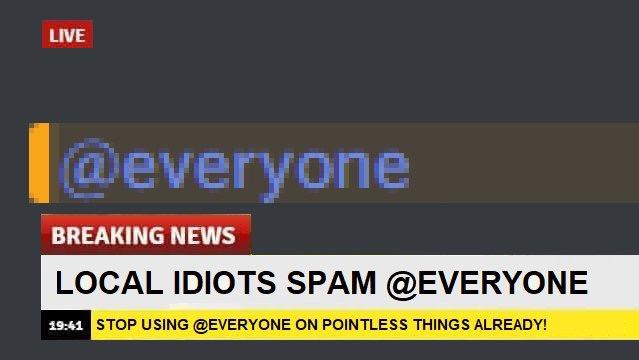 LIVE
@everyone
BREAKING NEWS
LOCAL IDIOTS SPAM @EVERYONE
19:41 STOP USING @EVERYONE ON POINTLESS THINGS ALREADY!